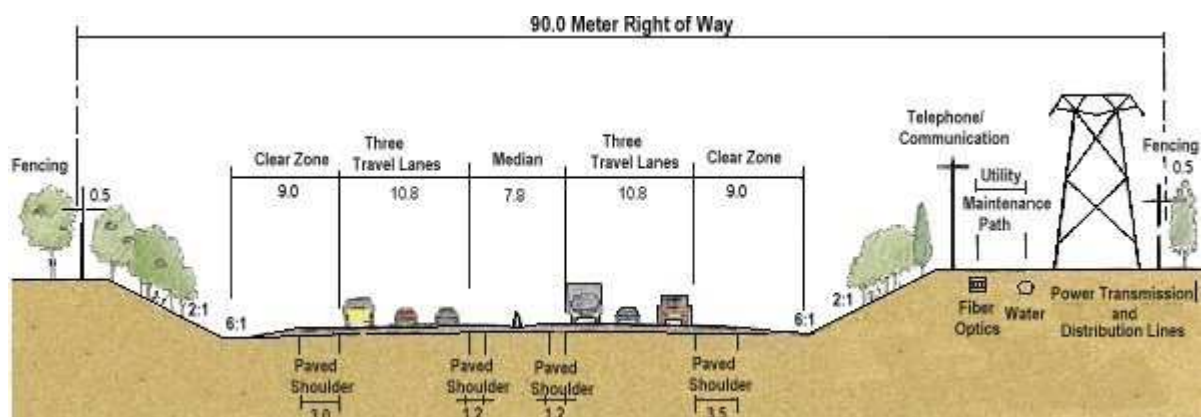 90.0 Meter Right of Way
Telephone/
Communication
Fencing
0.5
Clear Zone
Three
Travel Lanes
Median
Three
Travel Lanes
Clear Zone
9.0
10.8
7.8
10.8
9.0
Utility
Maintenance
Path
Fencing
0.5
2:1
6:1
6:1
2:1
Fiber
Optics
Water
Power Transmission
and
Distribution Lines
Paved
Shoulder
3.0
Paved
Shoulder
1.2
Paved
Shoulder
1.2
Paved
Shoulder
3.5